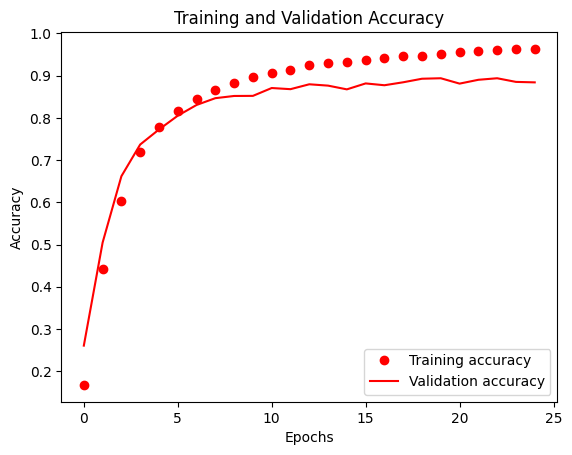 Training and Validation Accuracy
1.0
0.9
0.8
0.7
0.6
0.5
0.4
0.3
0.2
Accuracy
Training accuracy
Validation accuracy
0 5 10 15 20 25
Epochs